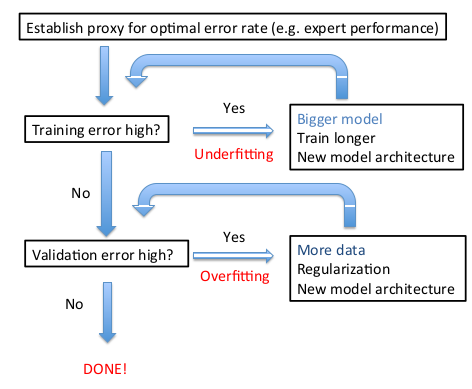 Establish proxy for optimal error rate (e.g. expert performance)
Training error high?
Yes
Underfitting
Bigger model
Train longer
New model architecture
No
Validation error high?
Yes
Overfitting
More data
Regularization
New model architecture
No
DONE!